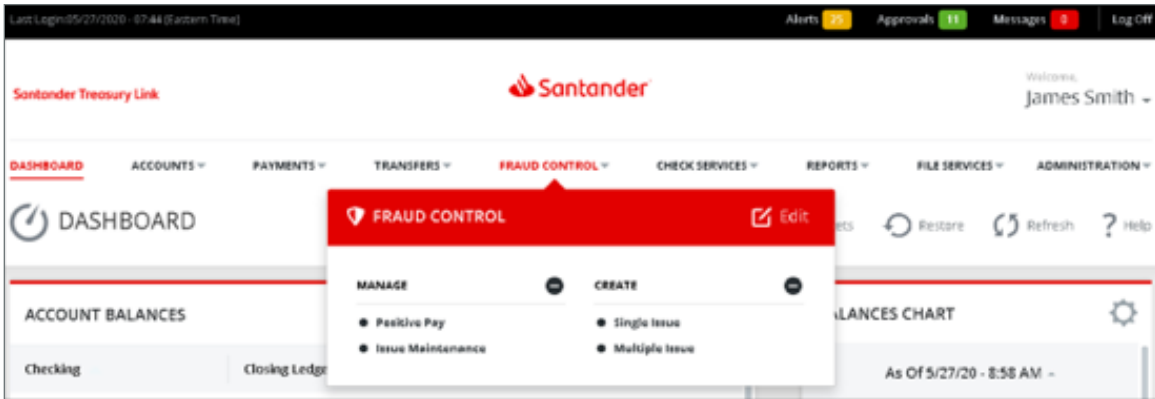 Last Login:05/27/2020 - 07:44 (Eastern Time) Alerts 25 Approvals 11 Messages 0 Log Off
Welcome,
Santander Treasury Link Santander James Smith
DASHBOARD ACCOUNTS PAYMENTS TRANSFERS FRAUD CONTROL CHECK SERVICES REPORTS FILE SERVICES ADMINISTRATION
DASHBOARD FRAUD CONTROL Edit ets Restore Refresh ? Help
MANAGE CREATE
ACCOUNT BALANCES Positive Pay Single Issue LANCES CHART
Issue Maintenance Multiple Issue
Checking Closing Ledge As Of 5/27/20 - 8:58 AM